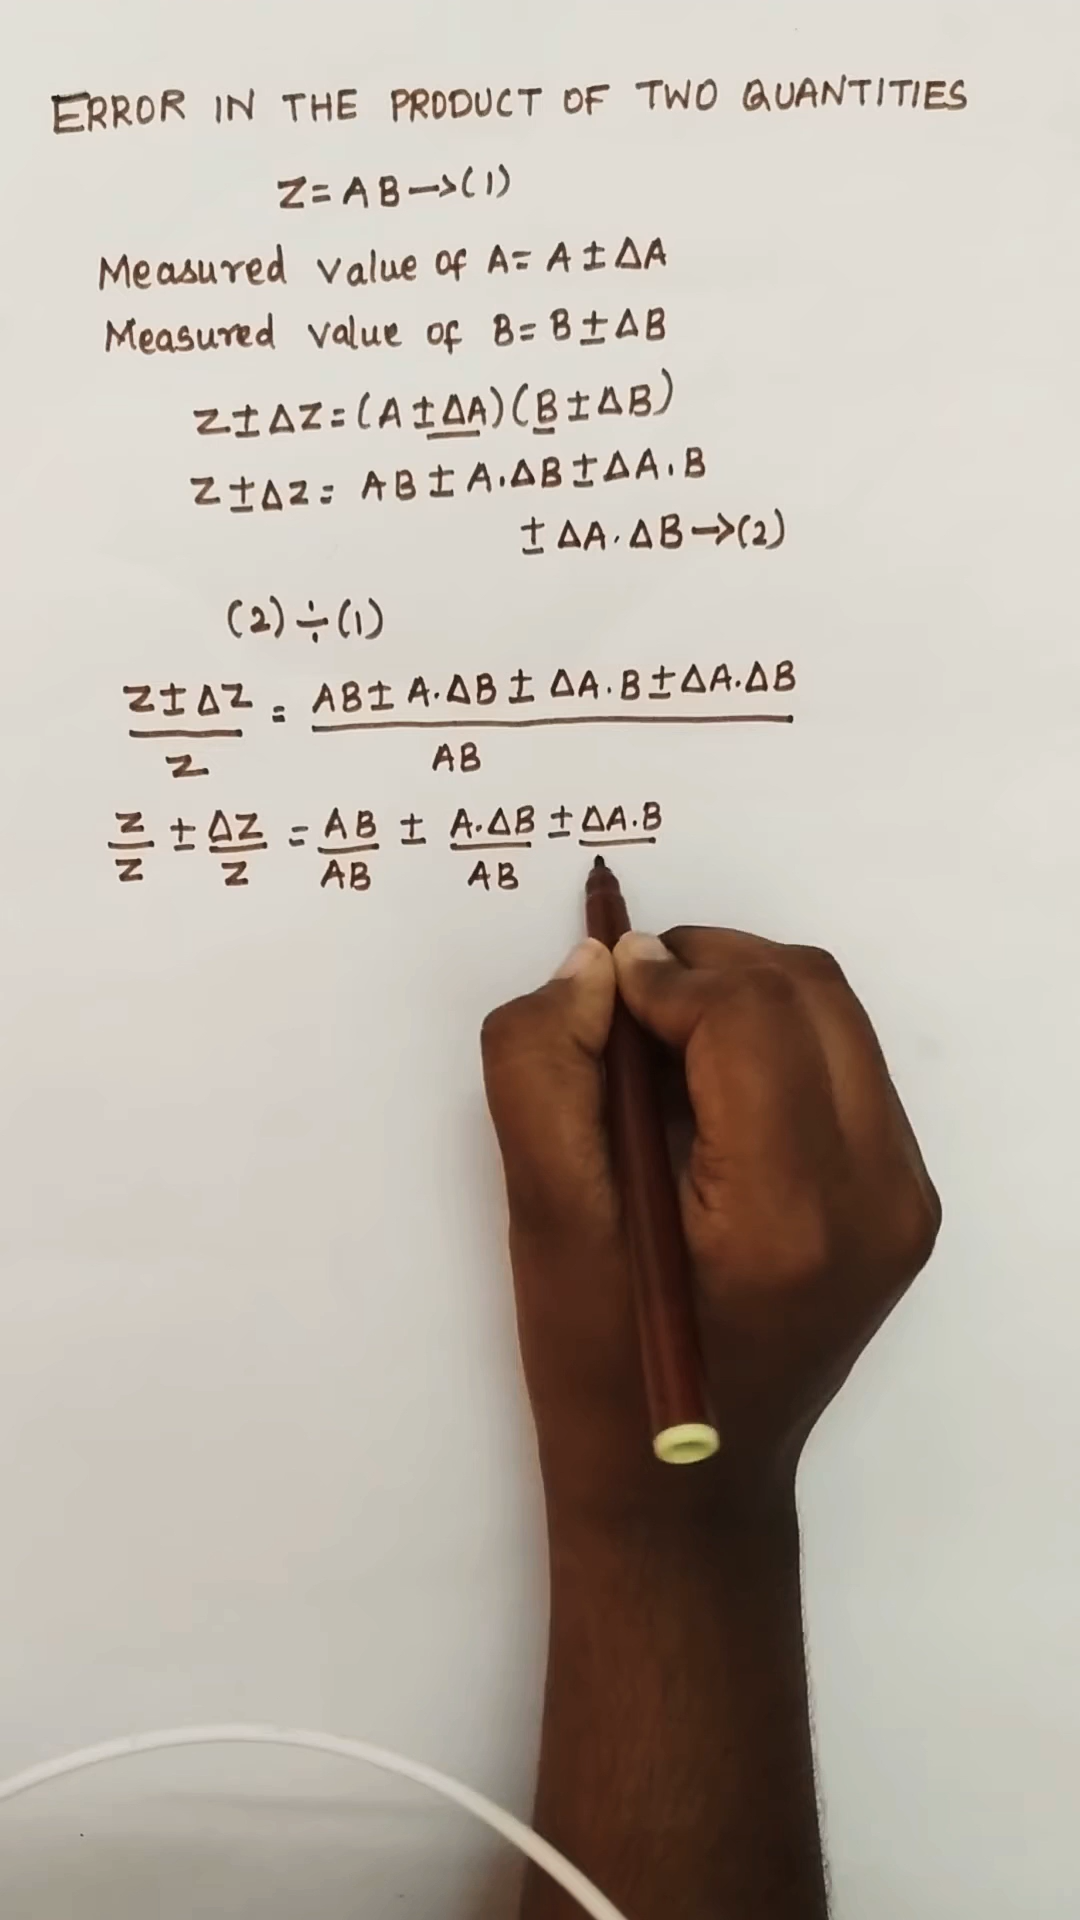 ERROR IN THE PRODUCT OF TWO QUANTITIES
Z = AB → (1)
Measured value of A = A ± ΔA
Measured value of B = B ± ΔB
Z ± ΔZ = (A ± ΔA) (B ± ΔB)
Z ± ΔZ = AB ± A.ΔB ± ΔA.B
± ΔA.ΔB → (2)
(2) ÷ (1)
Z ± ΔZ = AB ± A.ΔB ± ΔA.B ± ΔA.ΔB
Z AB
Z ± ΔZ = AB ± A.ΔB ± ΔA.B
Z Z AB AB